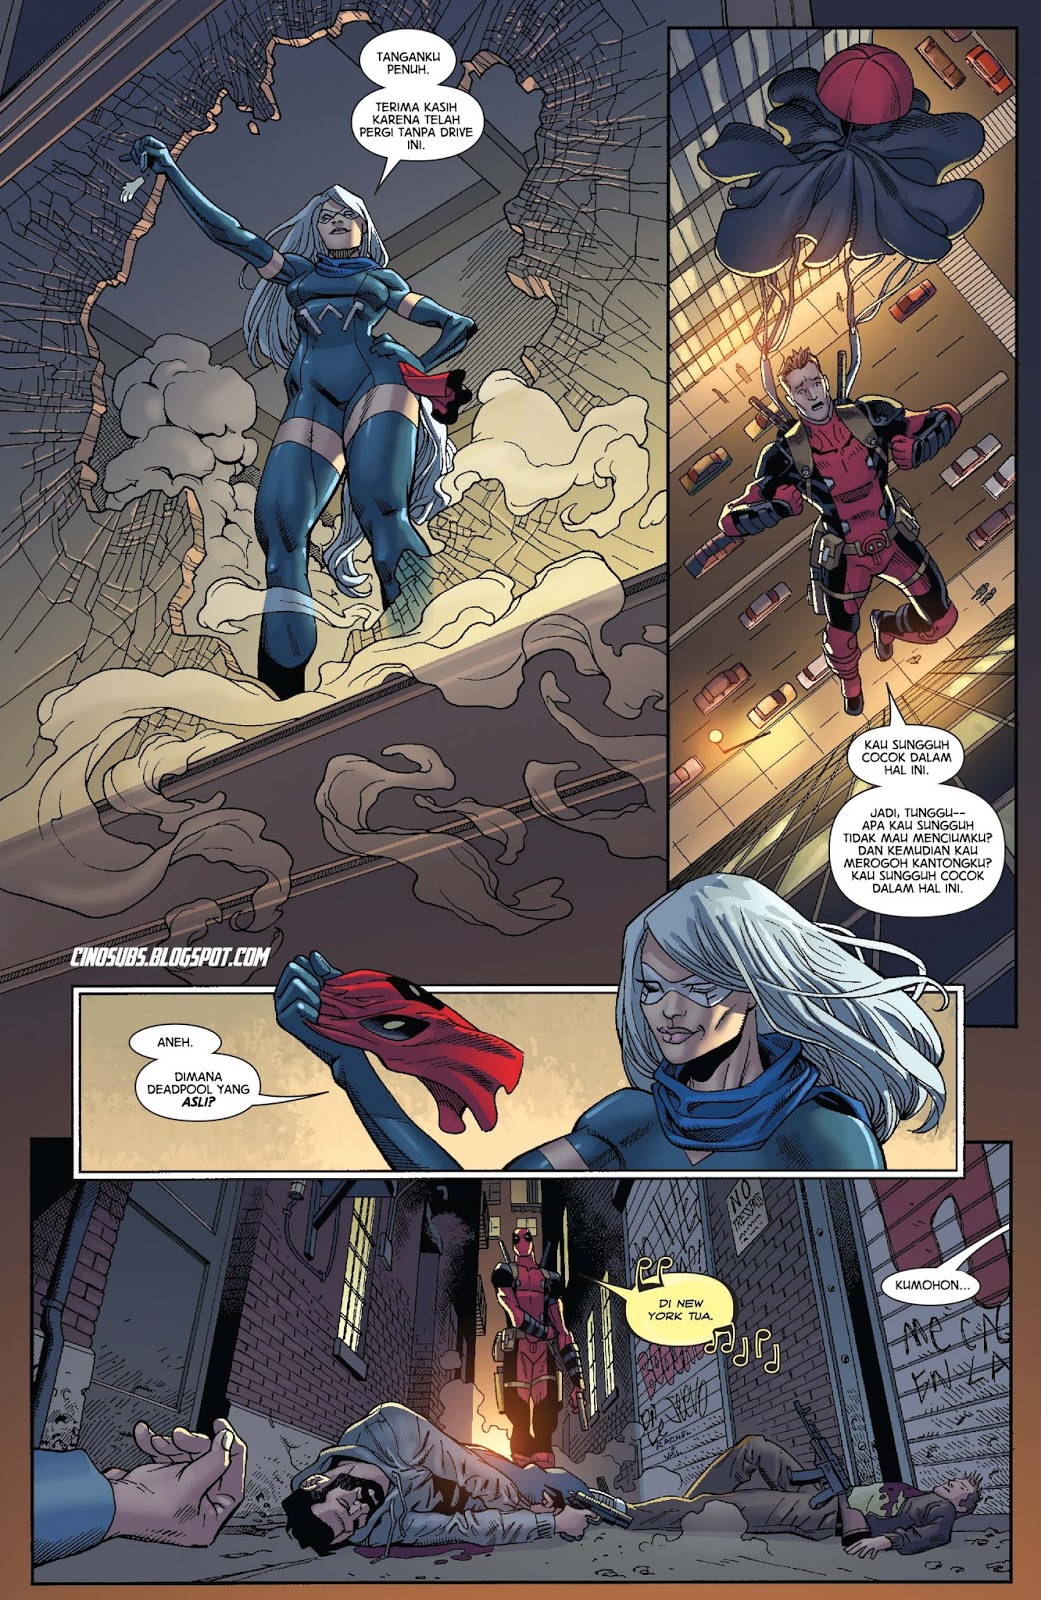 TANGANKU
PENUH.
TERIMA KASIH
KARENA TELAH
PERGI TANPA DRIVE
INI.
KAU SUNGGUH
COCOK DALAM
HAL INI.
JADI, TUNGGU--
APA KAU SUNGGUH
TIDAK MAU MENCIUMKU?
DAN KEMUDIAN KAU
MEROGOH KANTONGKU?
KAU SUNGGUH COCOK
DALAM HAL INI.
CINOSUBS.BLOGSPOT.COM
ANEH.
DIMANA
DEADPOOL YANG
ASLI?
NO
DI NEW
YORK TUA.
KUMOHON...
RACHEL